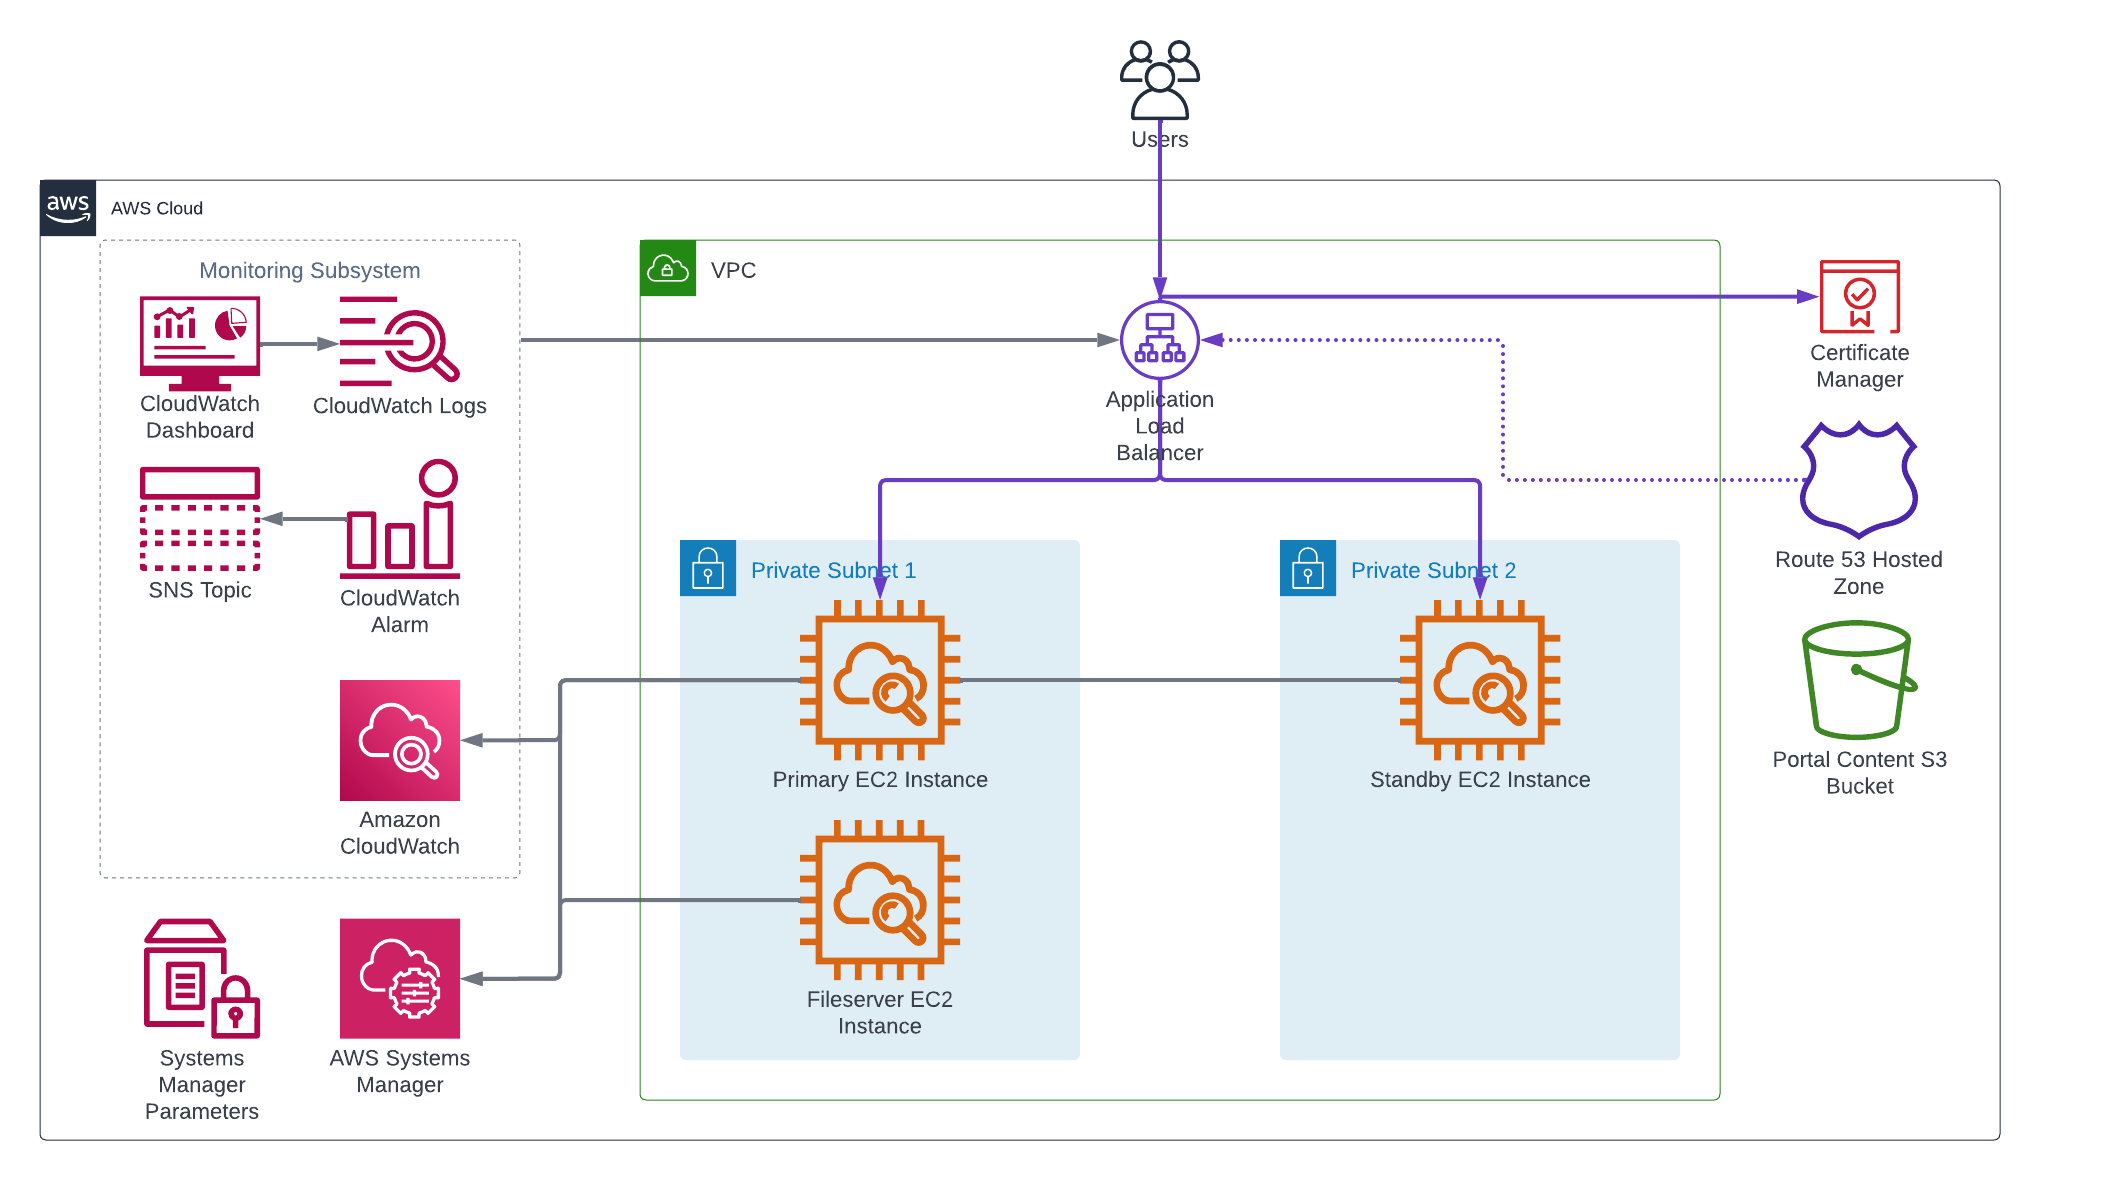 Users
aws
AWS Cloud
Monitoring Subsystem
VPC
CloudWatch
Dashboard
CloudWatch Logs
SNS Topic
CloudWatch
Alarm
Amazon
CloudWatch
Systems
Manager
Parameters
AWS Systems
Manager
Application
Load
Balancer
Private Subnet 1
Primary EC2 Instance
Fileserver EC2
Instance
Private Subnet 2
Standby EC2 Instance
Certificate
Manager
Route 53 Hosted
Zone
Portal Content S3
Bucket